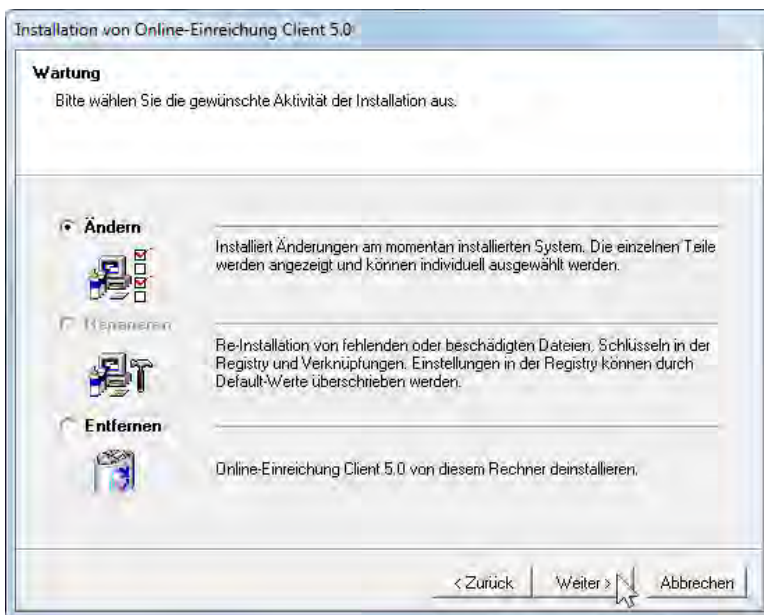 Installation von Online-Einreichung Client 5.0
Wartung
Bitte wählen Sie die gewünschte Aktivität der Installation aus.
Ändern
Installiert Änderungen am momentan installierten System. Die einzelnen Teile
werden angezeigt und können individuell ausgewählt werden.
Reparieren
Re-Installation von fehlenden oder beschädigten Dateien, Schlüsseln in der
Registry und Verknüpfungen. Einstellungen in der Registry können durch
Default-Werte überschrieben werden.
Entfernen
Online-Einreichung Client 5.0 von diesem Rechner deinstallieren.
< Zurück
Weiter >
Abbrechen